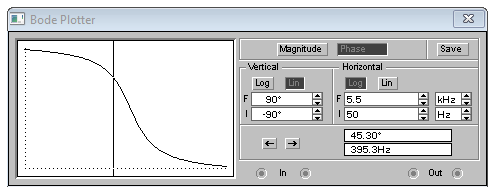 Bode Plotter
Magnitude Phase Save
Vertical Horizontal
Log Lin Log Lin
F 90° F 5.5 kHz
I -90° I 50 Hz
← → 45.30°
395.3Hz
In Out